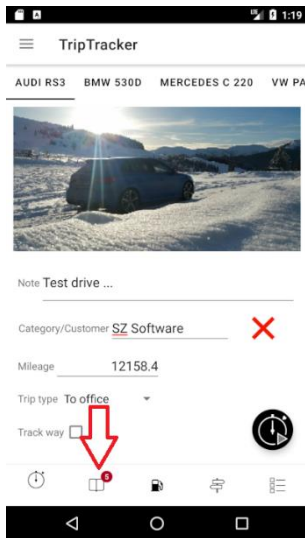 1:19
TripTracker
AUDI RS3 BMW 530D MERCEDES C 220 VW PA
Note Test drive ...
Category/Customer SZ Software
Mileage 12158.4
Trip type To office
Track way
5